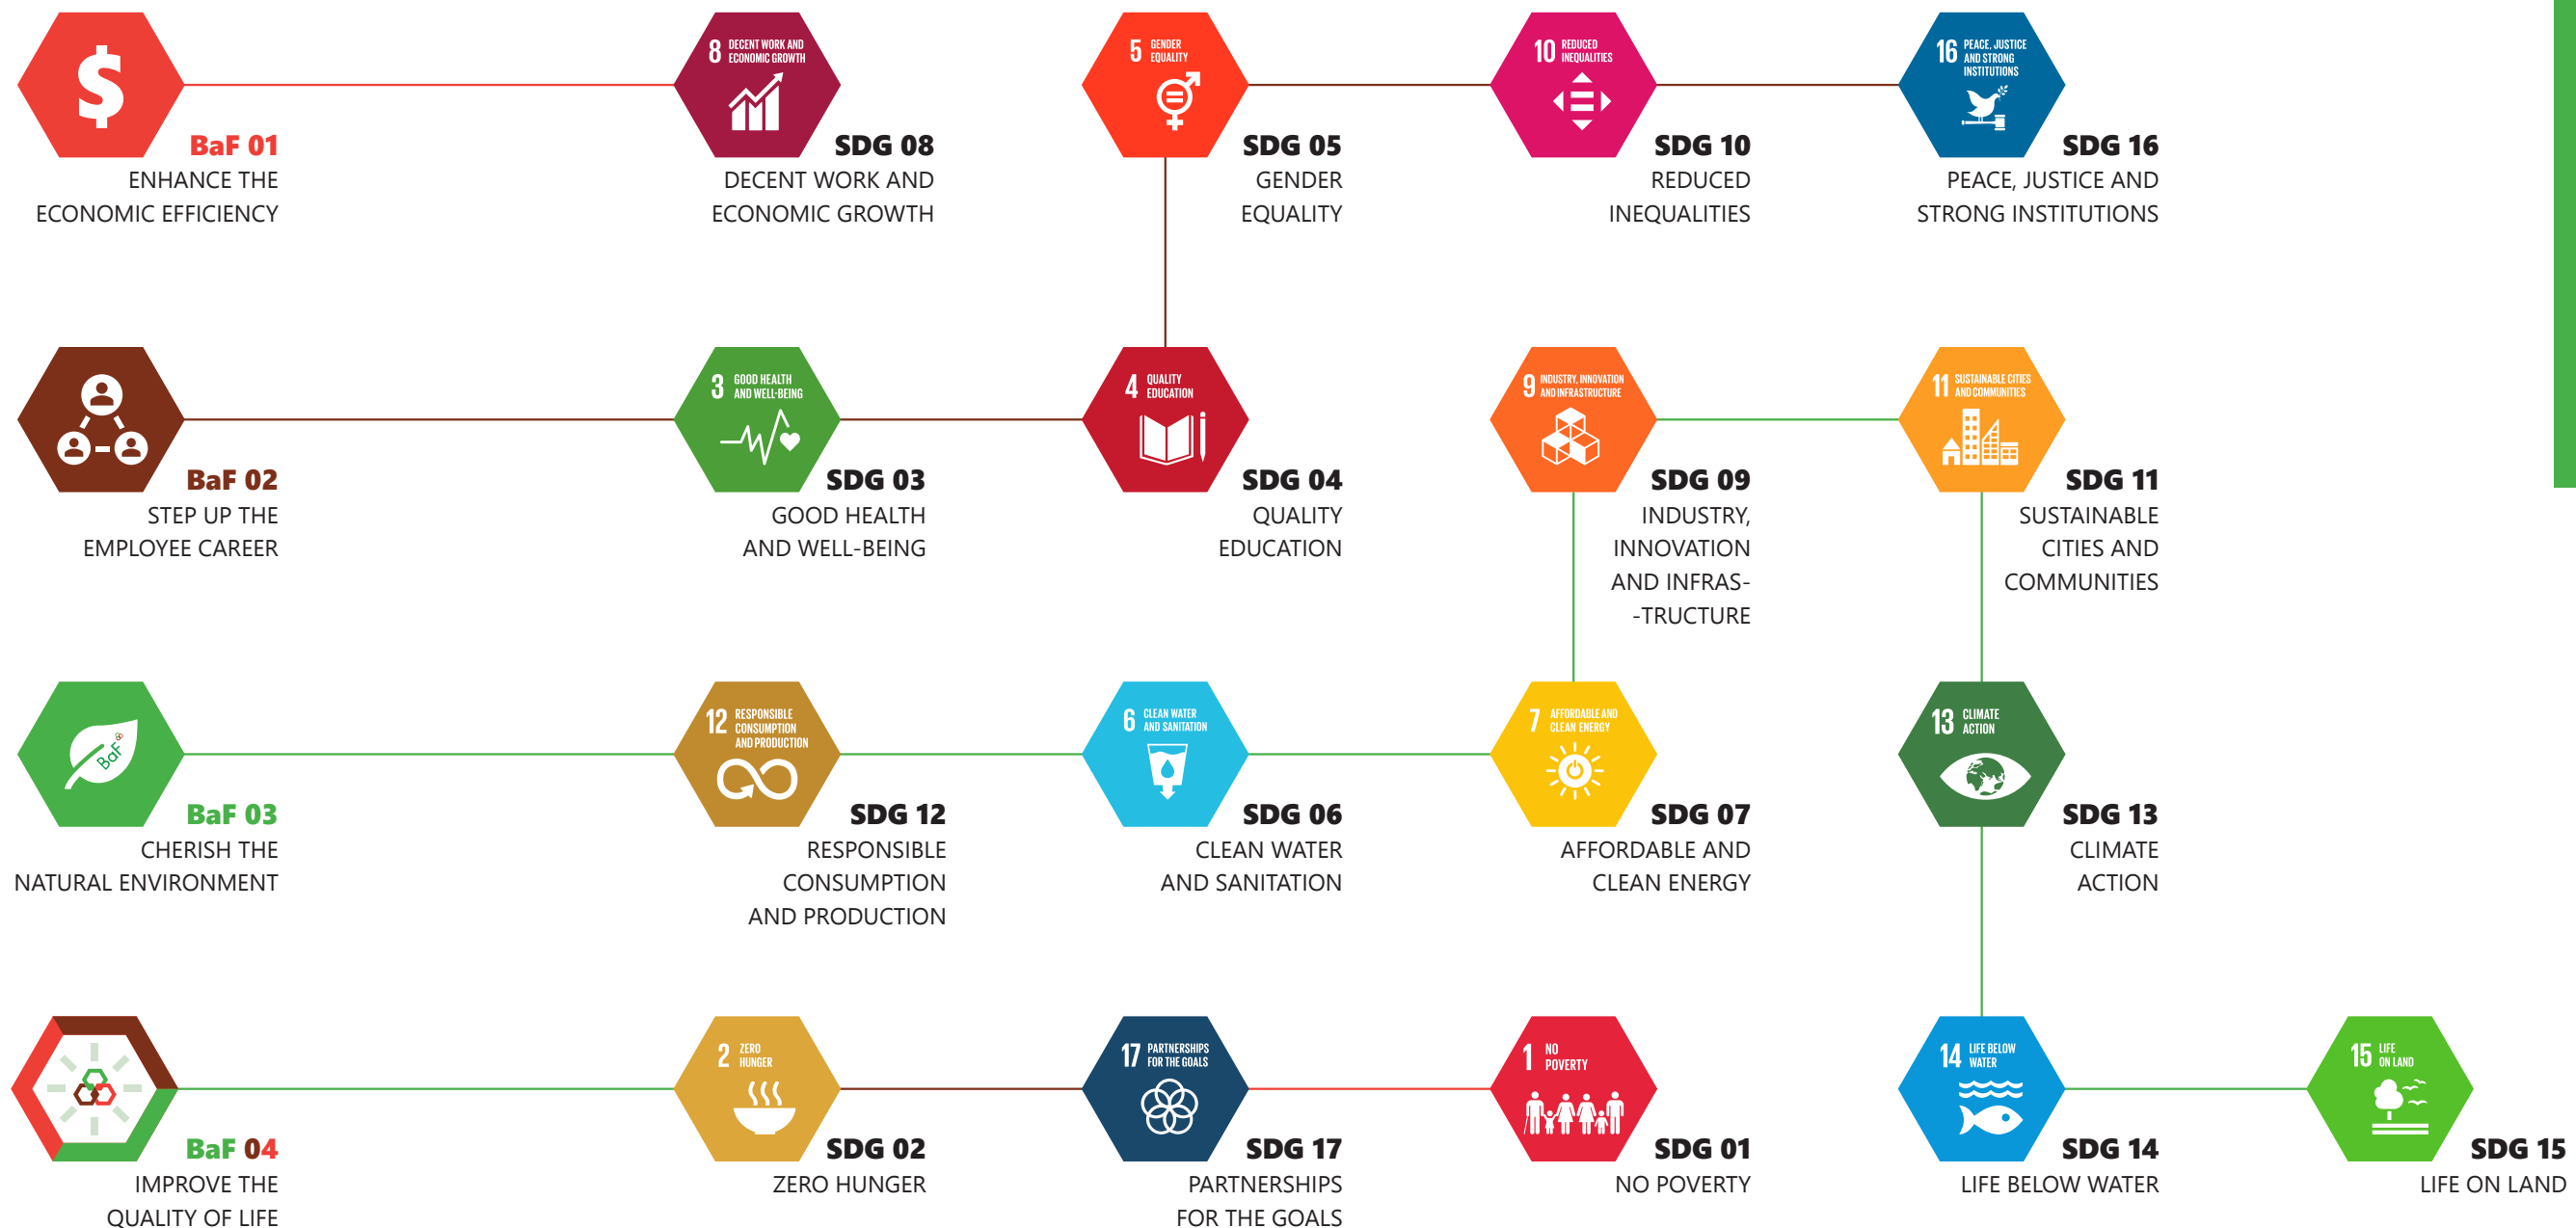 8 DECENT WORK AND
ECONOMIC GROWTH
5 GENDER
EQUALITY
10 REDUCED
INEQUALITIES
16 PEACE, JUSTICE
AND STRONG
INSTITUTIONS
$
BaF 01
ENHANCE THE
ECONOMIC EFFICIENCY
SDG 08
DECENT WORK AND
ECONOMIC GROWTH
SDG 05
GENDER
EQUALITY
SDG 10
REDUCED
INEQUALITIES
SDG 16
PEACE, JUSTICE AND
STRONG INSTITUTIONS
3 GOOD HEALTH
AND WELL-BEING
4 QUALITY
EDUCATION
9 INDUSTRY, INNOVATION
AND INFRASTRUCTURE
11 SUSTAINABLE CITIES
AND COMMUNITIES
BaF 02
STEP UP THE
EMPLOYEE CAREER
SDG 03
GOOD HEALTH
AND WELL-BEING
SDG 04
QUALITY
EDUCATION
SDG 09
INDUSTRY,
INNOVATION
AND INFRAS-
-TRUCTURE
SDG 11
SUSTAINABLE
CITIES AND
COMMUNITIES
12 RESPONSIBLE
CONSUMPTION
AND PRODUCTION
6 CLEAN WATER
AND SANITATION
7 AFFORDABLE AND
CLEAN ENERGY
13 CLIMATE
ACTION
BaF
BaF 03
CHERISH THE
NATURAL ENVIRONMENT
SDG 12
RESPONSIBLE
CONSUMPTION
AND PRODUCTION
SDG 06
CLEAN WATER
AND SANITATION
SDG 07
AFFORDABLE AND
CLEAN ENERGY
SDG 13
CLIMATE
ACTION
2 ZERO
HUNGER
17 PARTNERSHIPS
FOR THE GOALS
1 NO
POVERTY
14 LIFE BELOW
WATER
15 LIFE
ON LAND
BaF 04
IMPROVE THE
QUALITY OF LIFE
SDG 02
ZERO HUNGER
SDG 17
PARTNERSHIPS
FOR THE GOALS
SDG 01
NO POVERTY
SDG 14
LIFE BELOW WATER
SDG 15
LIFE ON LAND